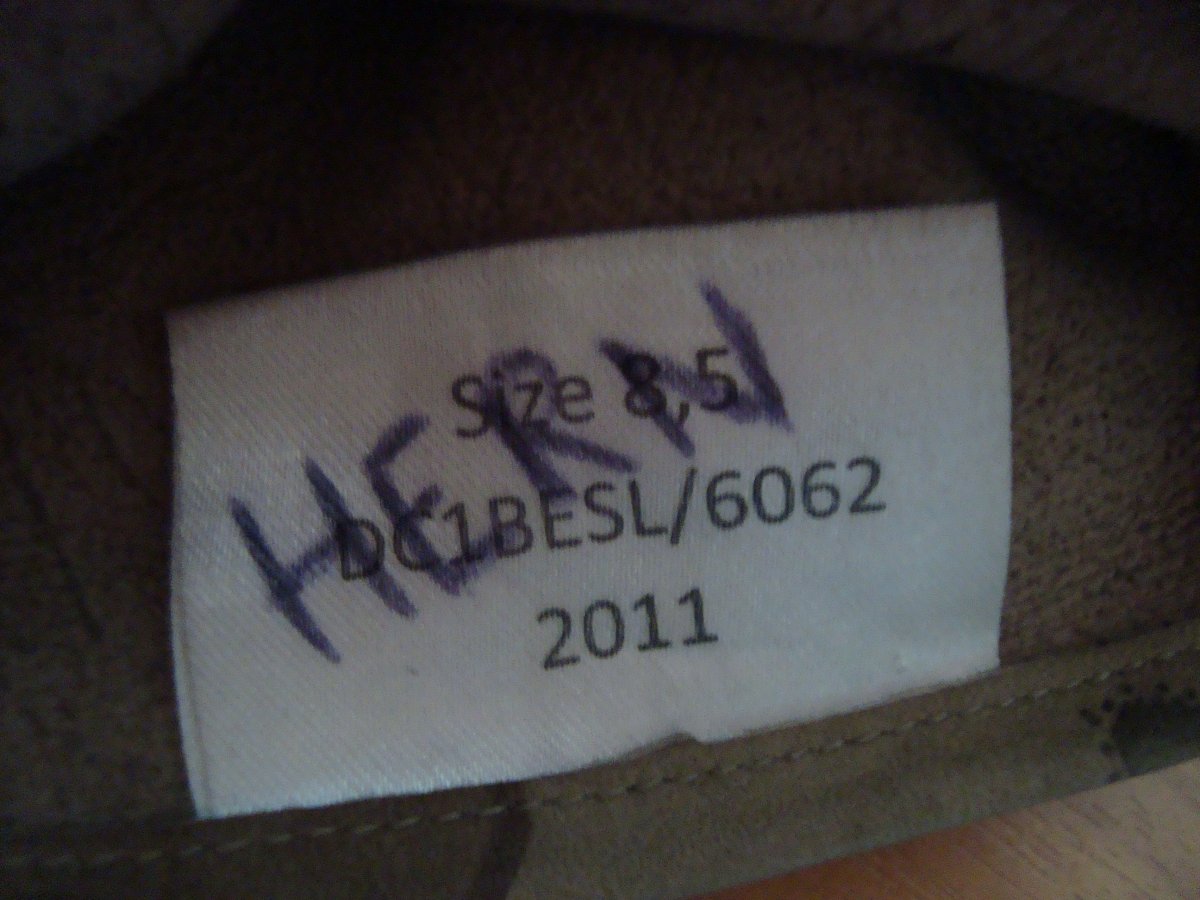 HERN
Size 8,5
DC1BESL/6062
2011